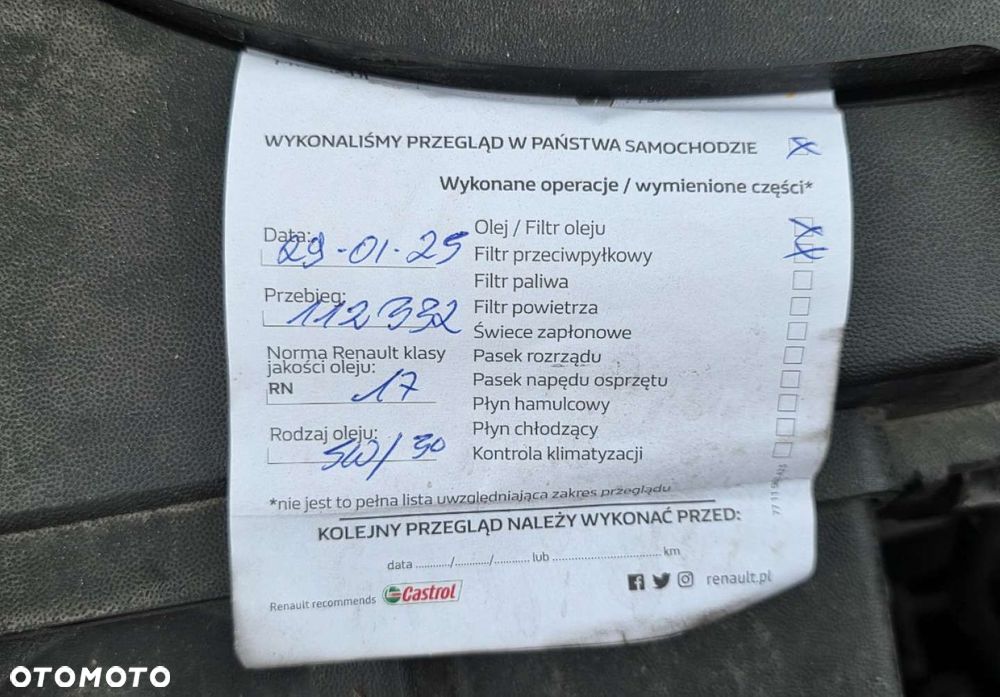 WYKONALIŚMY PRZEGLĄD W PAŃSTWA SAMOCHODZIE
Wykonane operacje / wymienione części*
Data: 29-01-25
Przebieg: 112332
Norma Renault klasy
jakości oleju:
RN 17
Rodzaj oleju: 5W/30
Olej / Filtr oleju
Filtr przeciwpyłkowy
Filtr paliwa
Filtr powietrza
Świece zapłonowe
Pasek rozrządu
Pasek napędu osprzętu
Płyn hamulcowy
Płyn chłodzący
Kontrola klimatyzacji
*nie jest to pełna lista uwzględniająca zakres przeglądu
KOLEJNY PRZEGLĄD NALEŻY WYKONAĆ PRZED:
data ............/............/............ lub .................................... km
Renault recommends Castrol
renault.pl
OTOMOTO